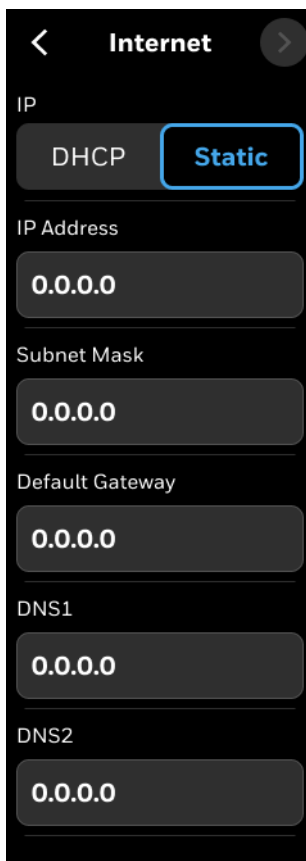 Internet
IP
DHCP Static
IP Address
0.0.0.0
Subnet Mask
0.0.0.0
Default Gateway
0.0.0.0
DNS1
0.0.0.0
DNS2
0.0.0.0